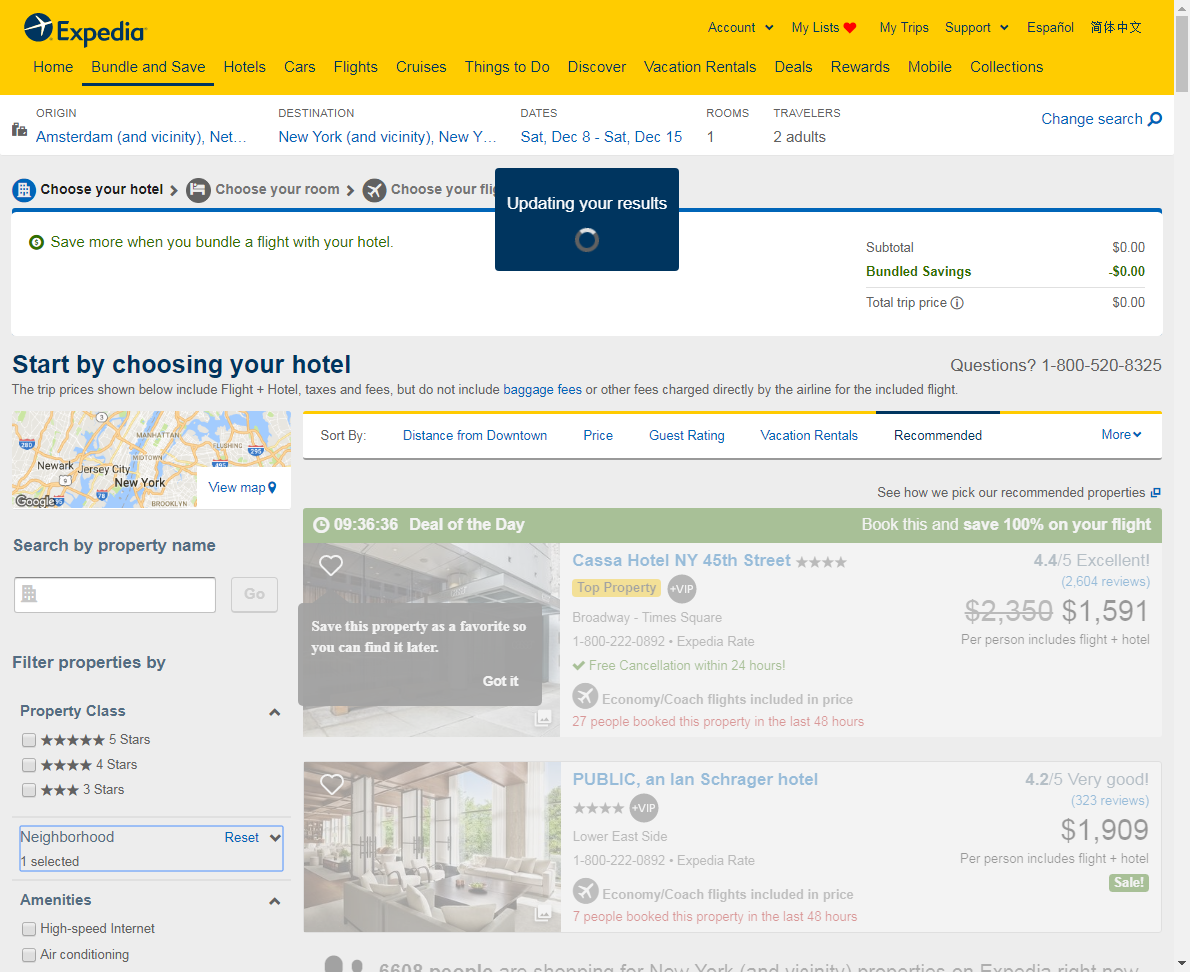 Expedia
Account
My Lists
My Trips
Support
Español
简体中文
Home
Bundle and Save
Hotels
Cars
Flights
Cruises
Things to Do
Discover
Vacation Rentals
Deals
Rewards
Mobile
Collections
ORIGIN
Amsterdam (and vicinity), Net...
DESTINATION
New York (and vicinity), New Y...
DATES
Sat, Dec 8 - Sat, Dec 15
ROOMS
1
TRAVELERS
2 adults
Change search
Choose your hotel
Choose your room
Choose your flig
Updating your results
Save more when you bundle a flight with your hotel.
Subtotal
$0.00
Bundled Savings
-$0.00
Total trip price
$0.00
Start by choosing your hotel
Questions? 1-800-520-8325
The trip prices shown below include Flight + Hotel, taxes and fees, but do not include baggage fees or other fees charged directly by the airline for the included flight.
3
280
MANHATTAN
FLUSHING
MIDTOWN
295
495
Newark
Jersey City
9
New York
78
95
BROOKLYN
Google
View map
Sort By:
Distance from Downtown
Price
Guest Rating
Vacation Rentals
Recommended
More
See how we pick our recommended properties
Search by property name
Go
Filter properties by
Property Class
5 Stars
4 Stars
3 Stars
Neighborhood
Reset
1 selected
Amenities
High-speed Internet
Air conditioning
09:36:36 Deal of the Day
Book this and save 100% on your flight
Cassa Hotel NY 45th Street
4.4/5 Excellent!
Top Property
+VIP
(2,604 reviews)
$2,350 $1,591
Broadway - Times Square
Per person includes flight + hotel
1-800-222-0892 • Expedia Rate
Free Cancellation within 24 hours!
Economy/Coach flights included in price
27 people booked this property in the last 48 hours
Save this property as a favorite so
you can find it later.
Got it
PUBLIC, an Ian Schrager hotel
4.2/5 Very good!
+VIP
(323 reviews)
$1,909
Lower East Side
Per person includes flight + hotel
1-800-222-0892 • Expedia Rate
Sale!
Economy/Coach flights included in price
7 people booked this property in the last 48 hours
6608 people are shopping for New York (and vicinity) properties on Expedia right now